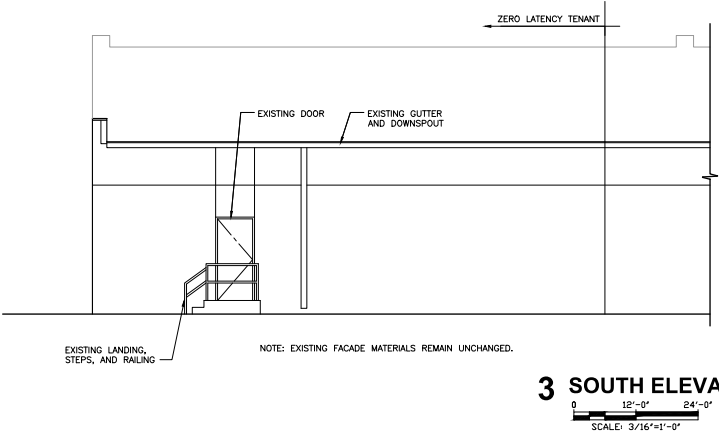 ZERO LATENCY TENANT
EXISTING DOOR
EXISTING GUTTER
AND DOWNSPOUT
EXISTING LANDING,
STEPS, AND RAILING
NOTE: EXISTING FACADE MATERIALS REMAIN UNCHANGED.
3 SOUTH ELEVA
0 12'-0" 24'-0"
SCALE: 3/16"=1'-0"